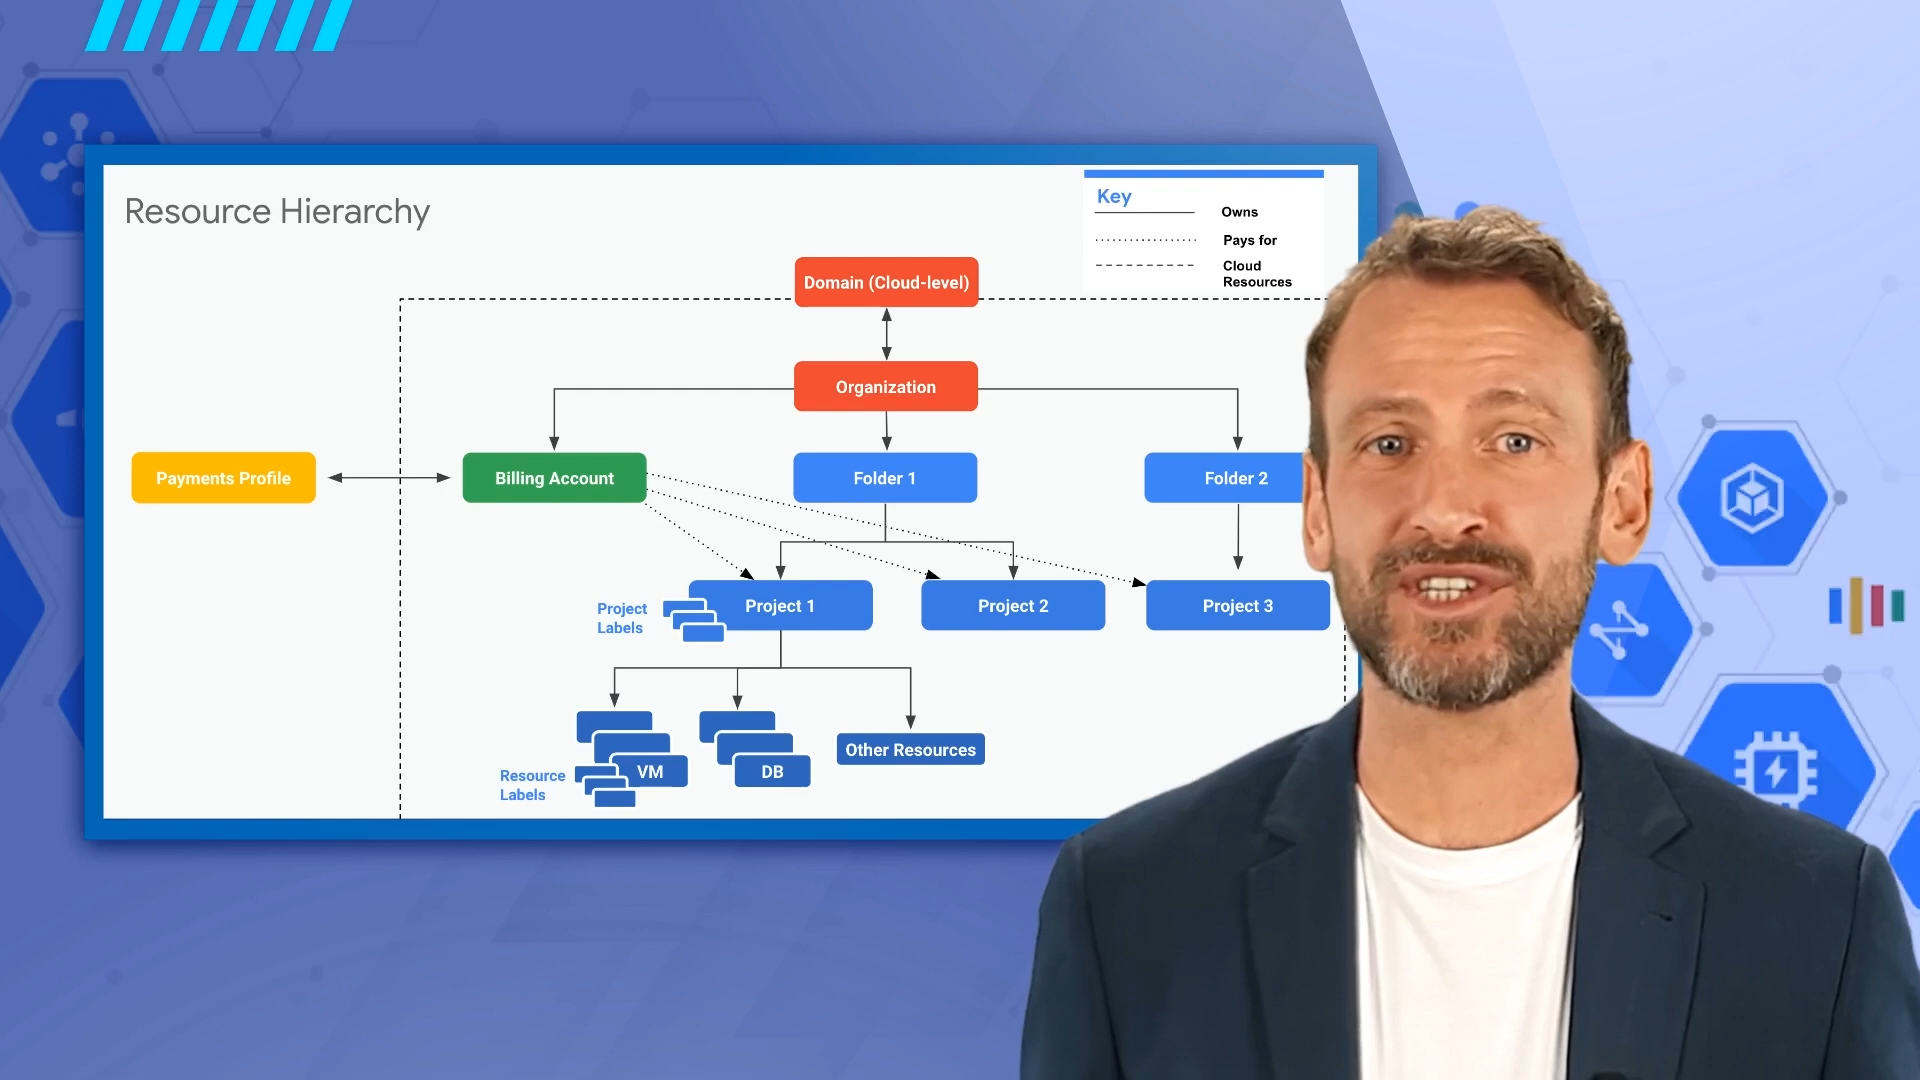 Resource Hierarchy
Key
Owns
Pays for
Cloud
Resources
Domain (Cloud-level)
Organization
Payments Profile
Billing Account
Folder 1
Folder 2
Project
Labels
Project 1
Project 2
Project 3
Resource
Labels
VM
DB
Other Resources